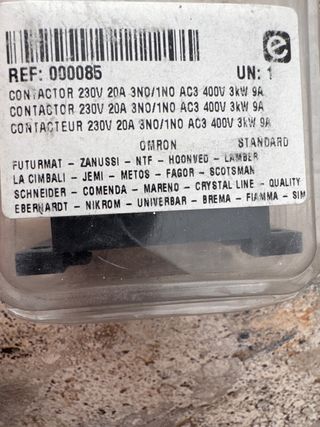 REF: 000085 UN: 1
CONTACTOR 230V 20A 3NO/1NO AC3 400V 3kW 9A
CONTACTOR 230V 20A 3NO/1NO AC3 400V 3kW 9A
CONTACTEUR 230V 20A 3NO/1NO AC3 400V 3kW 9A
OMRON STANDARD
FUTURMAT - ZANUSSI - NTF - HOONVED - LAMBER
LA CIMBALI - JEMI - METOS - FAGOR - SCOTSMAN
SCHNEIDER - COMENDA - MARENO - CRYSTAL LINE - QUALITY
EBERHARDT - NIKROM - UNIVERBAR - BREMA - FIAMMA - SIM